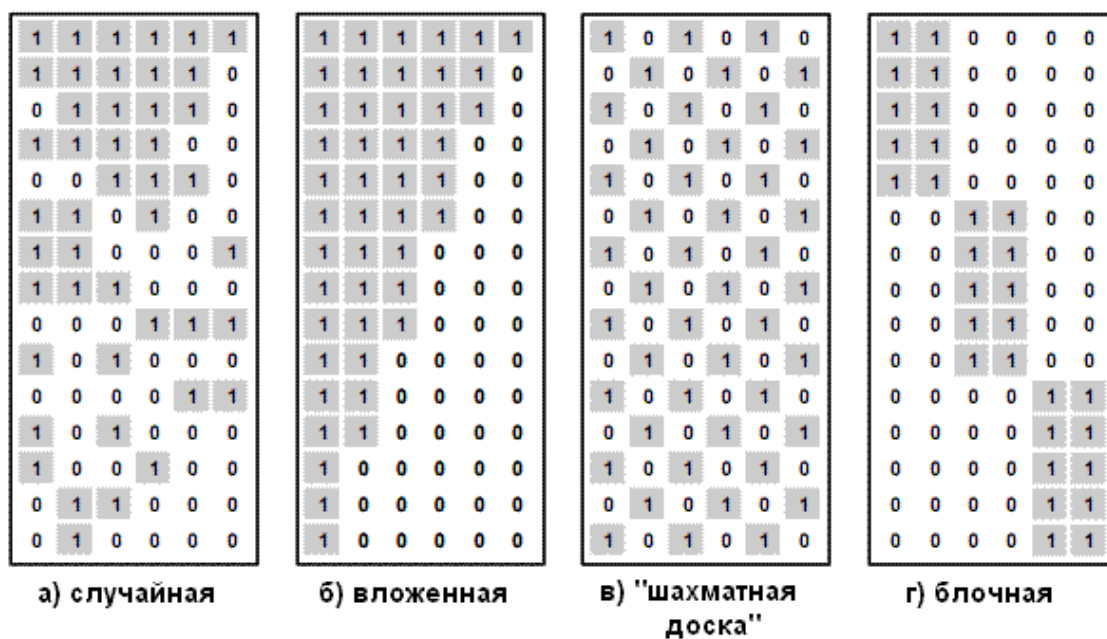 1 1 1 1 1 1 1 1 1 1 1 1 1 0 1 0 1 0 1 1 0 0 0 0
1 1 1 1 1 0 1 1 1 1 1 0 0 1 0 1 0 1 1 1 0 0 0 0
0 1 1 1 1 0 1 1 1 1 1 0 1 0 1 0 1 0 1 1 0 0 0 0
1 1 1 1 0 0 1 1 1 1 0 0 0 1 0 1 0 1 1 1 0 0 0 0
0 0 1 1 1 0 1 1 1 1 0 0 1 0 1 0 1 0 1 1 0 0 0 0
1 1 0 1 0 0 1 1 1 1 0 0 0 1 0 1 0 1 0 0 1 1 0 0
1 1 0 0 0 1 1 1 1 0 0 0 1 0 1 0 1 0 0 0 1 1 0 0
1 1 1 0 0 0 1 1 1 0 0 0 0 1 0 1 0 1 0 0 1 1 0 0
0 0 0 1 1 1 1 1 1 0 0 0 1 0 1 0 1 0 0 0 1 1 0 0
1 0 1 0 0 0 1 1 0 0 0 0 0 1 0 1 0 1 0 0 1 1 0 0
0 0 0 0 1 1 1 1 0 0 0 0 1 0 1 0 1 0 0 0 0 0 1 1
1 0 1 0 0 0 1 1 0 0 0 0 0 1 0 1 0 1 0 0 0 0 1 1
1 0 0 1 0 0 1 0 0 0 0 0 1 0 1 0 1 0 0 0 0 0 1 1
0 1 1 0 0 0 1 0 0 0 0 0 0 1 0 1 0 1 0 0 0 0 1 1
0 1 0 0 0 0 1 0 0 0 0 0 1 0 1 0 1 0 0 0 0 0 1 1
а) случайная б) вложенная в) "шахматная г) блочная
доска"